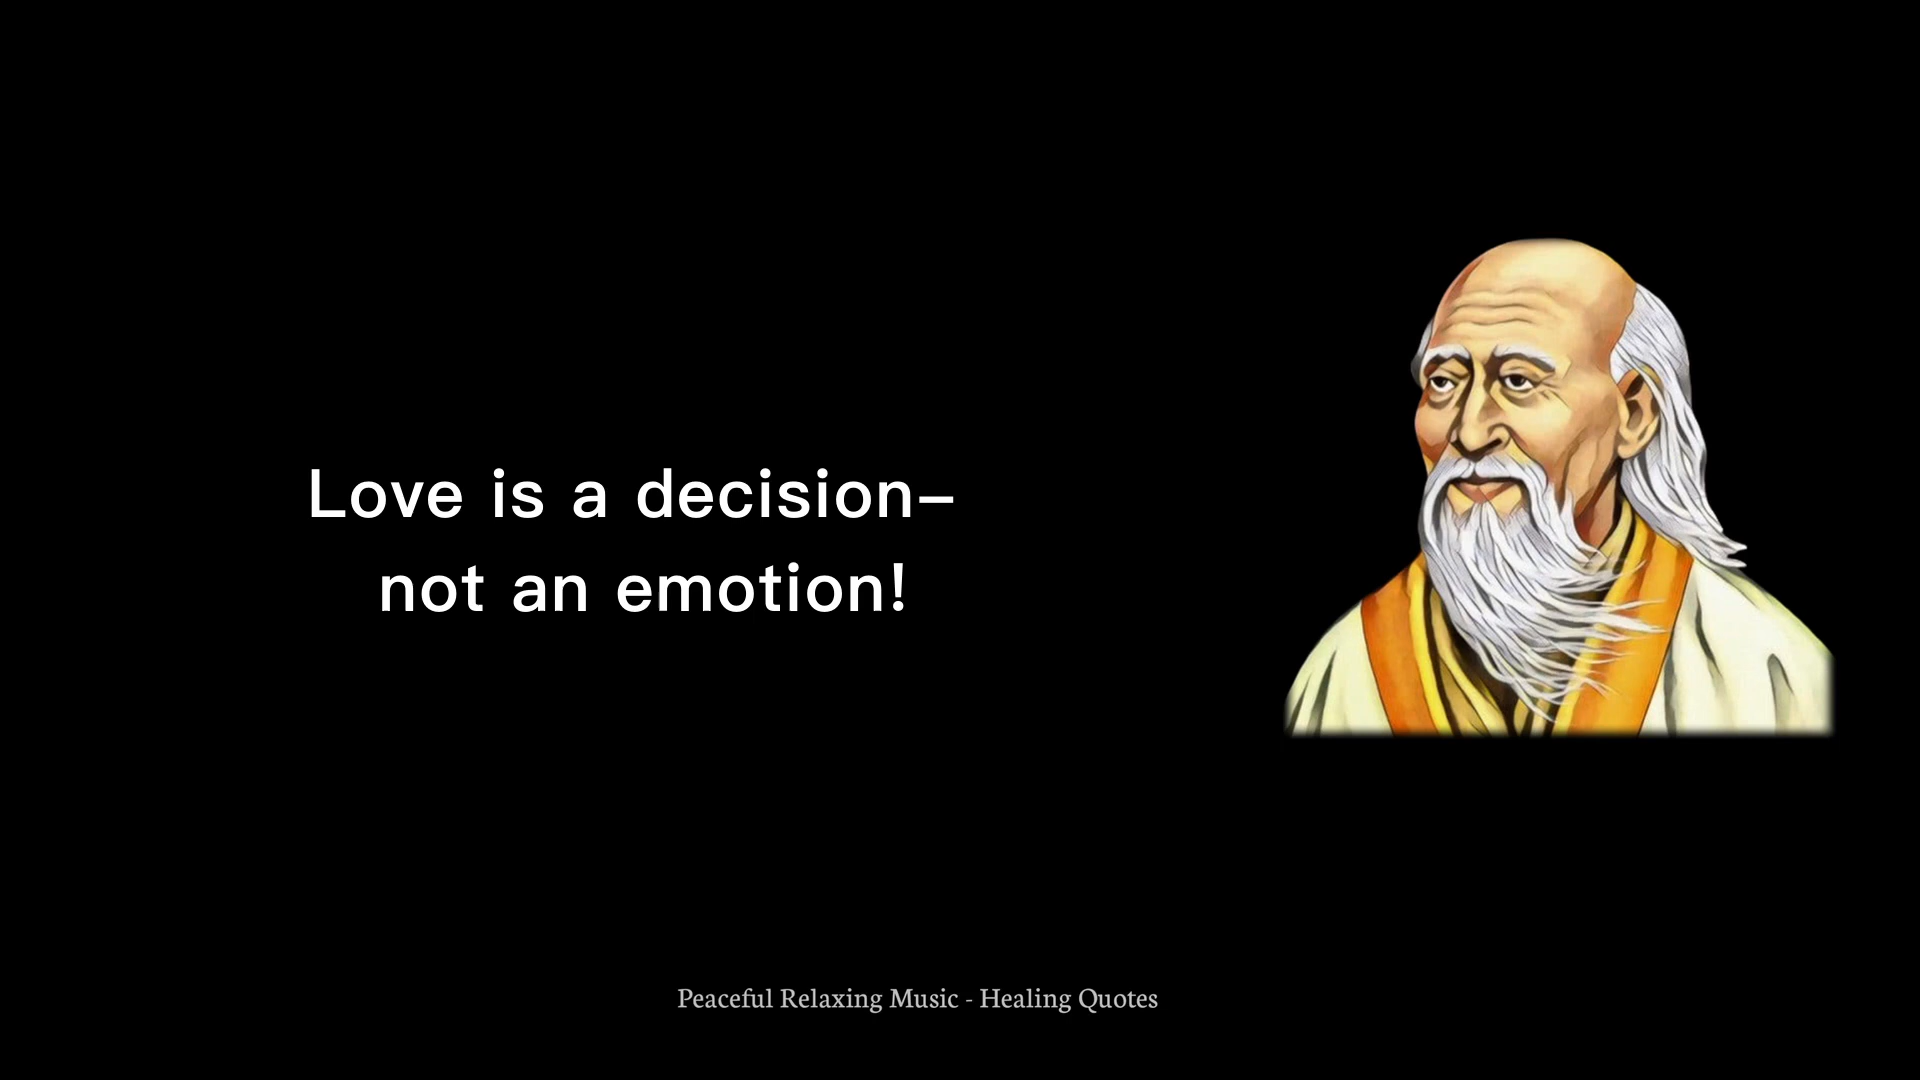 Love is a decision–
not an emotion!
Peaceful Relaxing Music - Healing Quotes